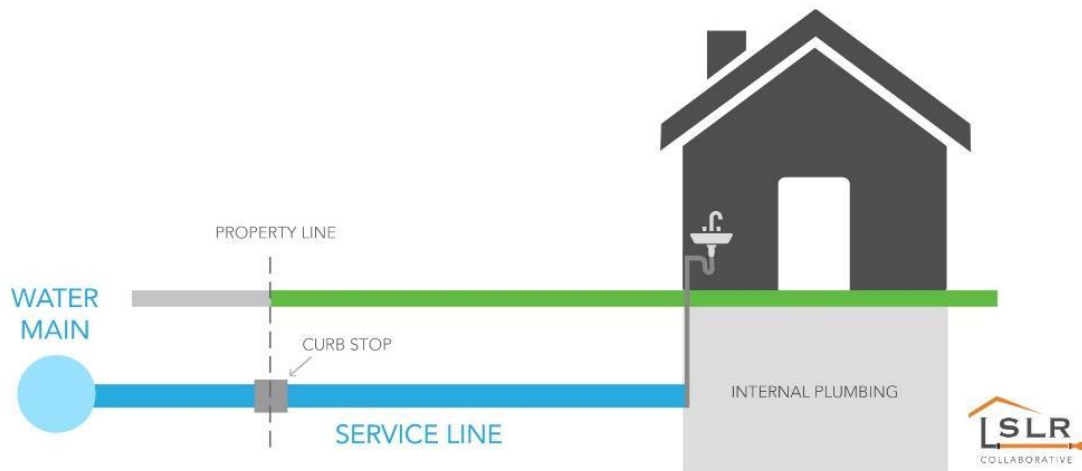 PROPERTY LINE
WATER
MAIN
CURB STOP
SERVICE LINE
INTERNAL PLUMBING
LSLR
COLLABORATIVE